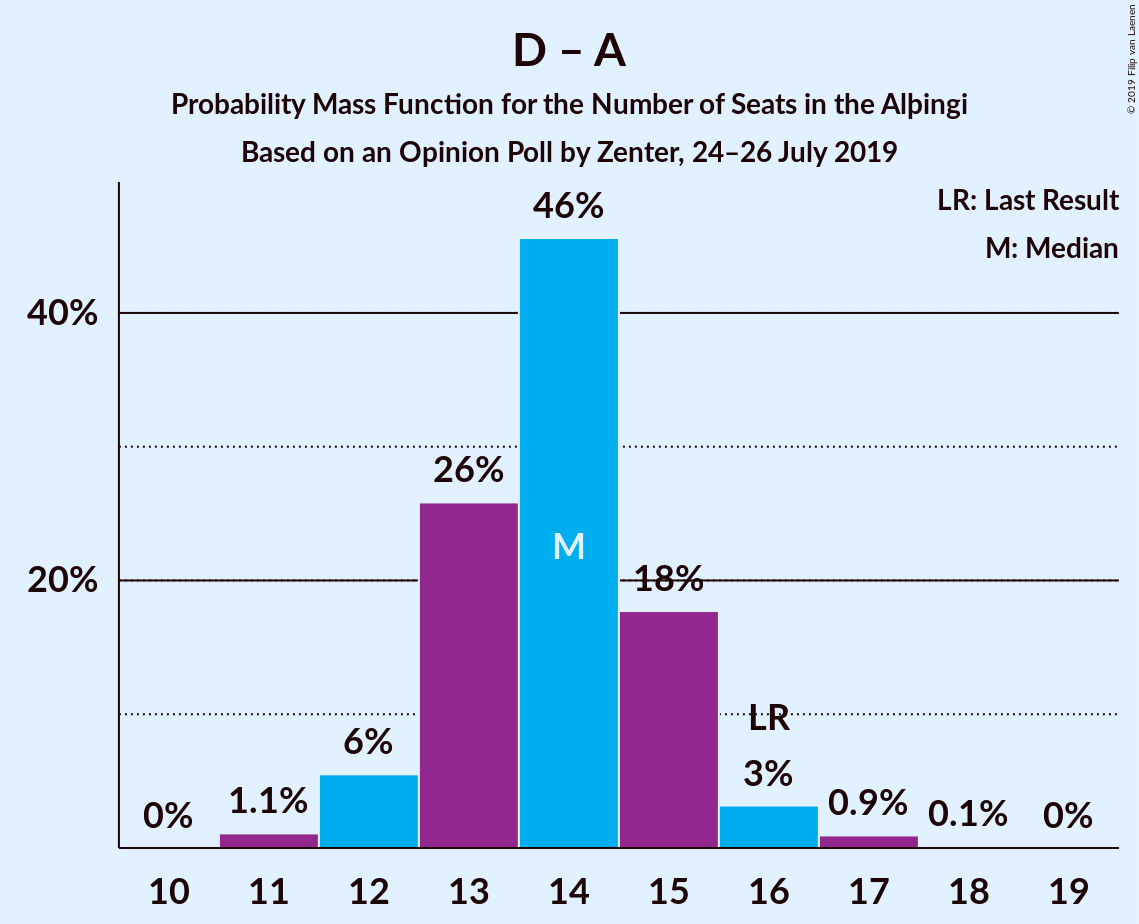 D – A
Probability Mass Function for the Number of Seats in the Alþingi
Based on an Opinion Poll by Zenter, 24–26 July 2019
© 2019 Filip van Laenen
LR: Last Result
M: Median
46%
40%
26%
M
20%
18%
LR
6%
3%
0%
1.1%
0.9%
0.1%
0%
10 11 12 13 14 15 16 17 18 19